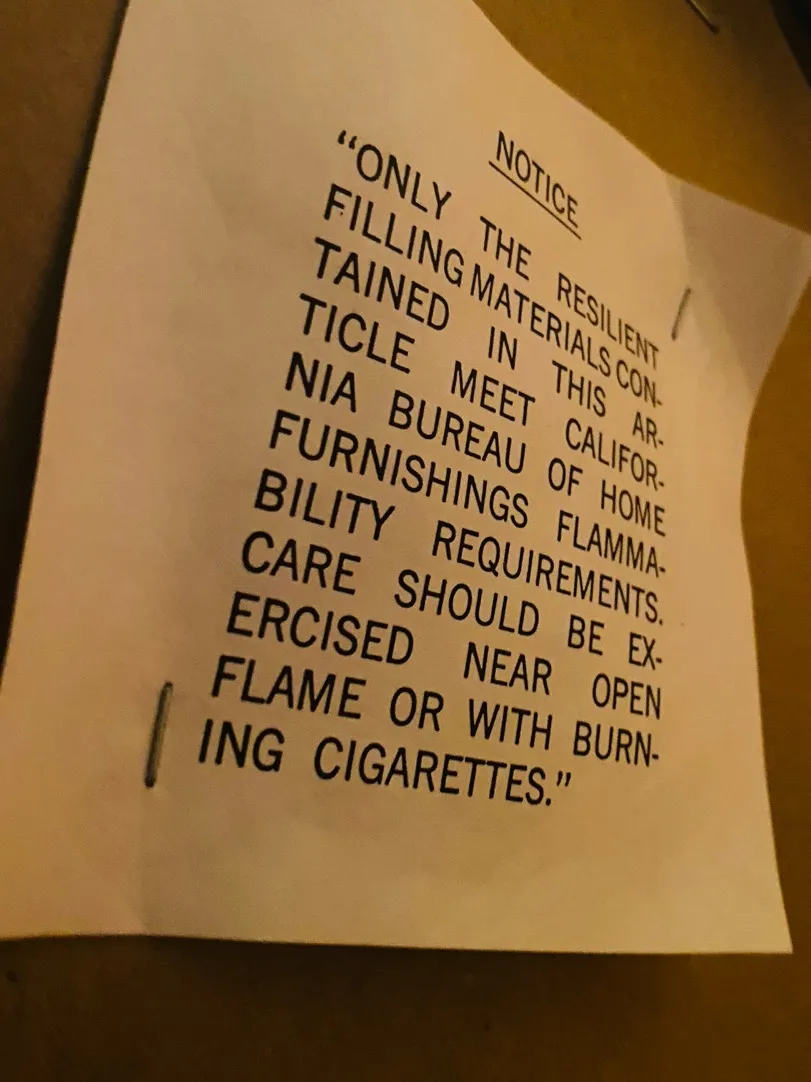 NOTICE
“ONLY THE RESILIENT
FILLING MATERIALS CON-
TAINED IN THIS AR-
TICLE MEET CALIFOR-
NIA BUREAU OF HOME
FURNISHINGS FLAMMA-
BILITY REQUIREMENTS.
CARE SHOULD BE EX-
ERCISED NEAR OPEN
FLAME OR WITH BURN-
ING CIGARETTES.”